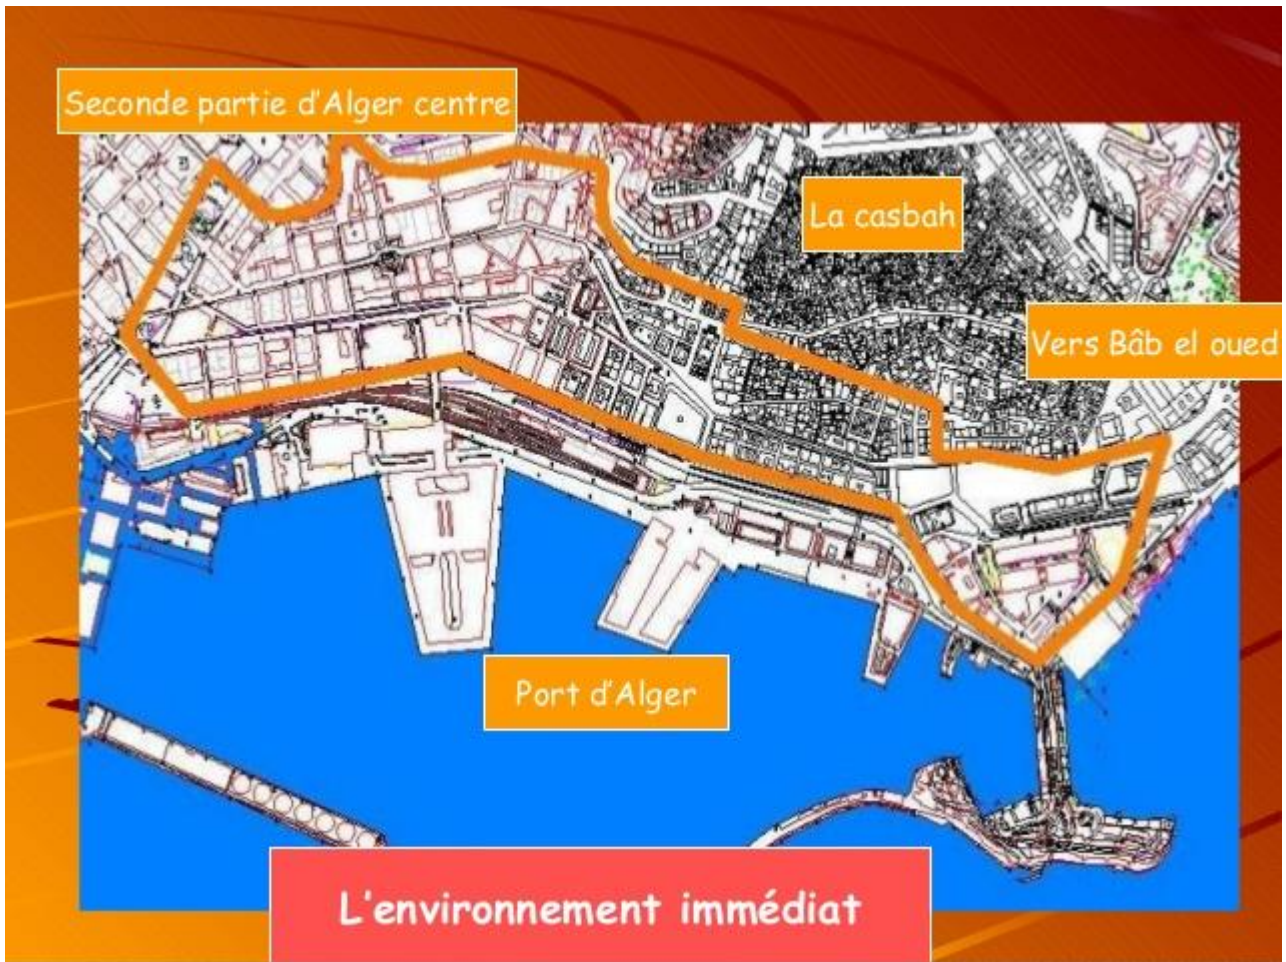 Seconde partie d'Alger centre
La casbah
Vers Bâb el oued
Port d'Alger
L'environnement immédiat